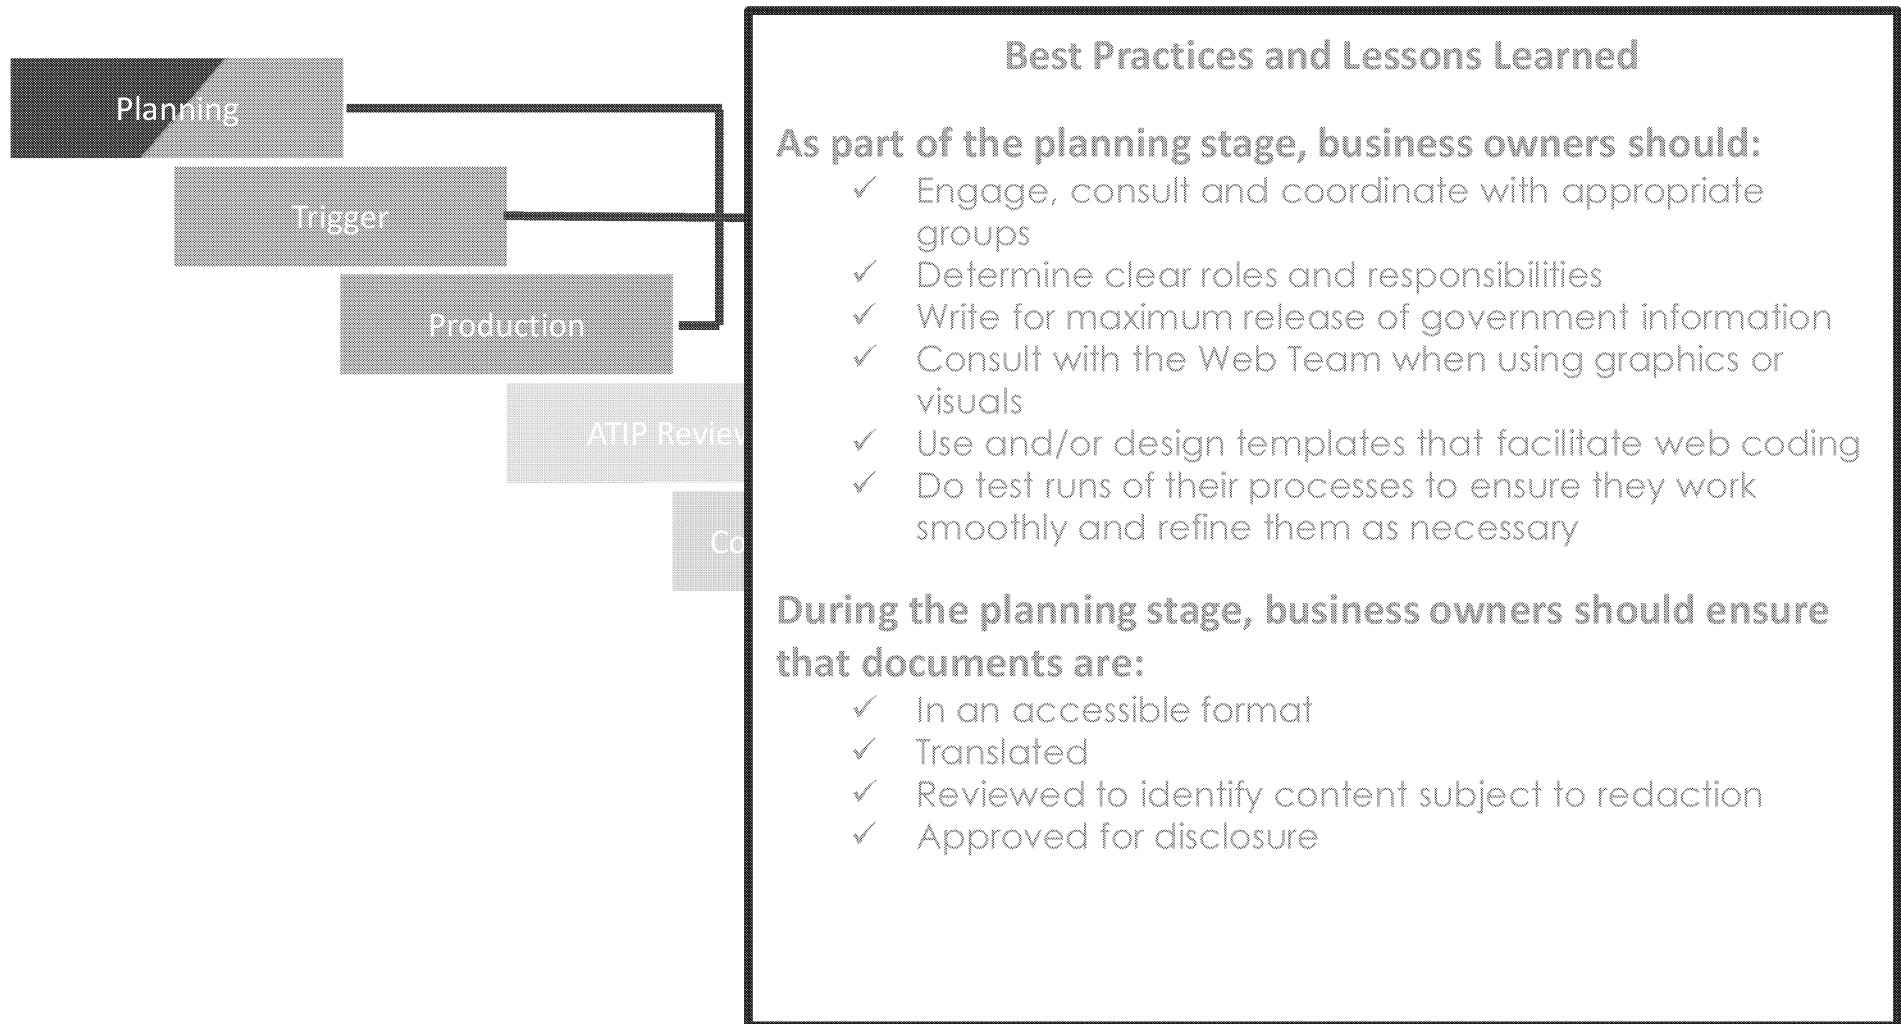 Planning
Trigger
Production
ATIP Review
Co
Best Practices and Lessons Learned
As part of the planning stage, business owners should:
✓ Engage, consult and coordinate with appropriate
groups
✓ Determine clear roles and responsibilities
✓ Write for maximum release of government information
✓ Consult with the Web Team when using graphics or
visuals
✓ Use and/or design templates that facilitate web coding
✓ Do test runs of their processes to ensure they work
smoothly and refine them as necessary
During the planning stage, business owners should ensure
that documents are:
✓ In an accessible format
✓ Translated
✓ Reviewed to identify content subject to redaction
✓ Approved for disclosure